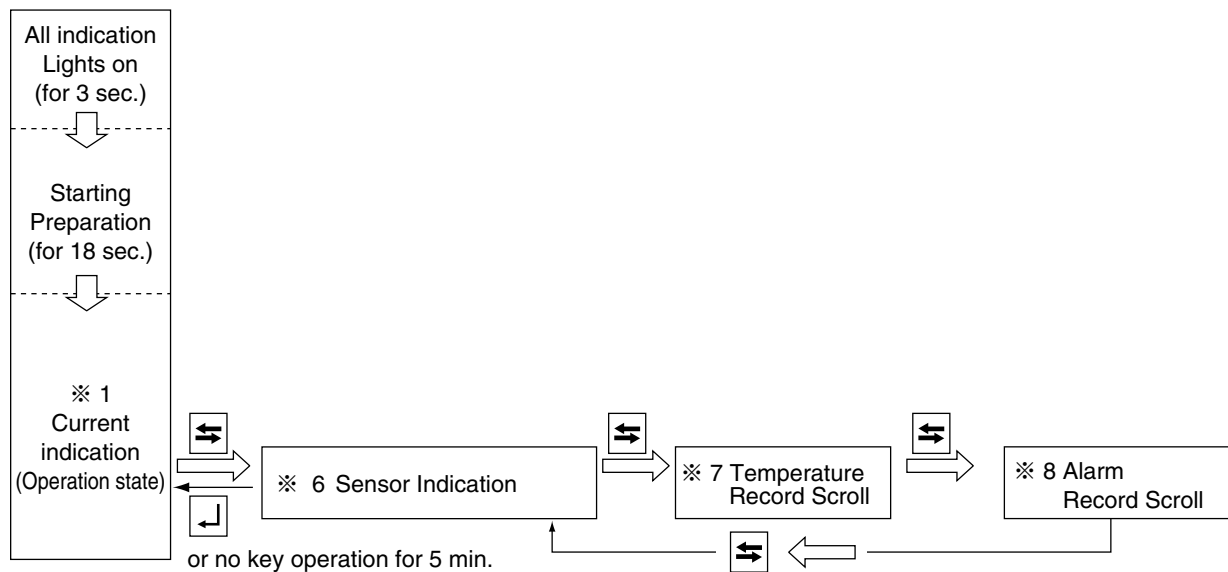 All indication
Lights on
(for 3 sec.)
Starting
Preparation
(for 18 sec.)
※ 1
Current
indication
(Operation state)
※ 6 Sensor Indication
※ 7 Temperature
Record Scroll
※ 8 Alarm
Record Scroll
or no key operation for 5 min.